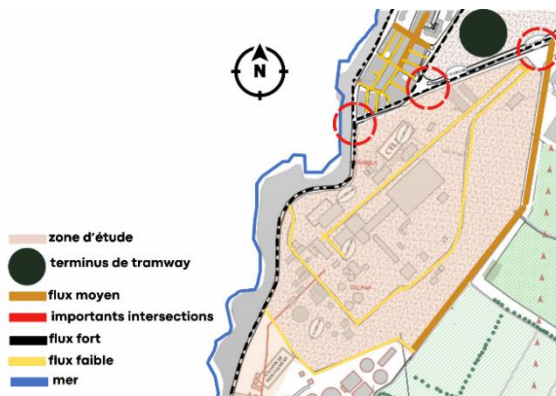 N
zone d'étude
terminus de tramway
flux moyen
importants intersections
flux fort
flux faible
mer